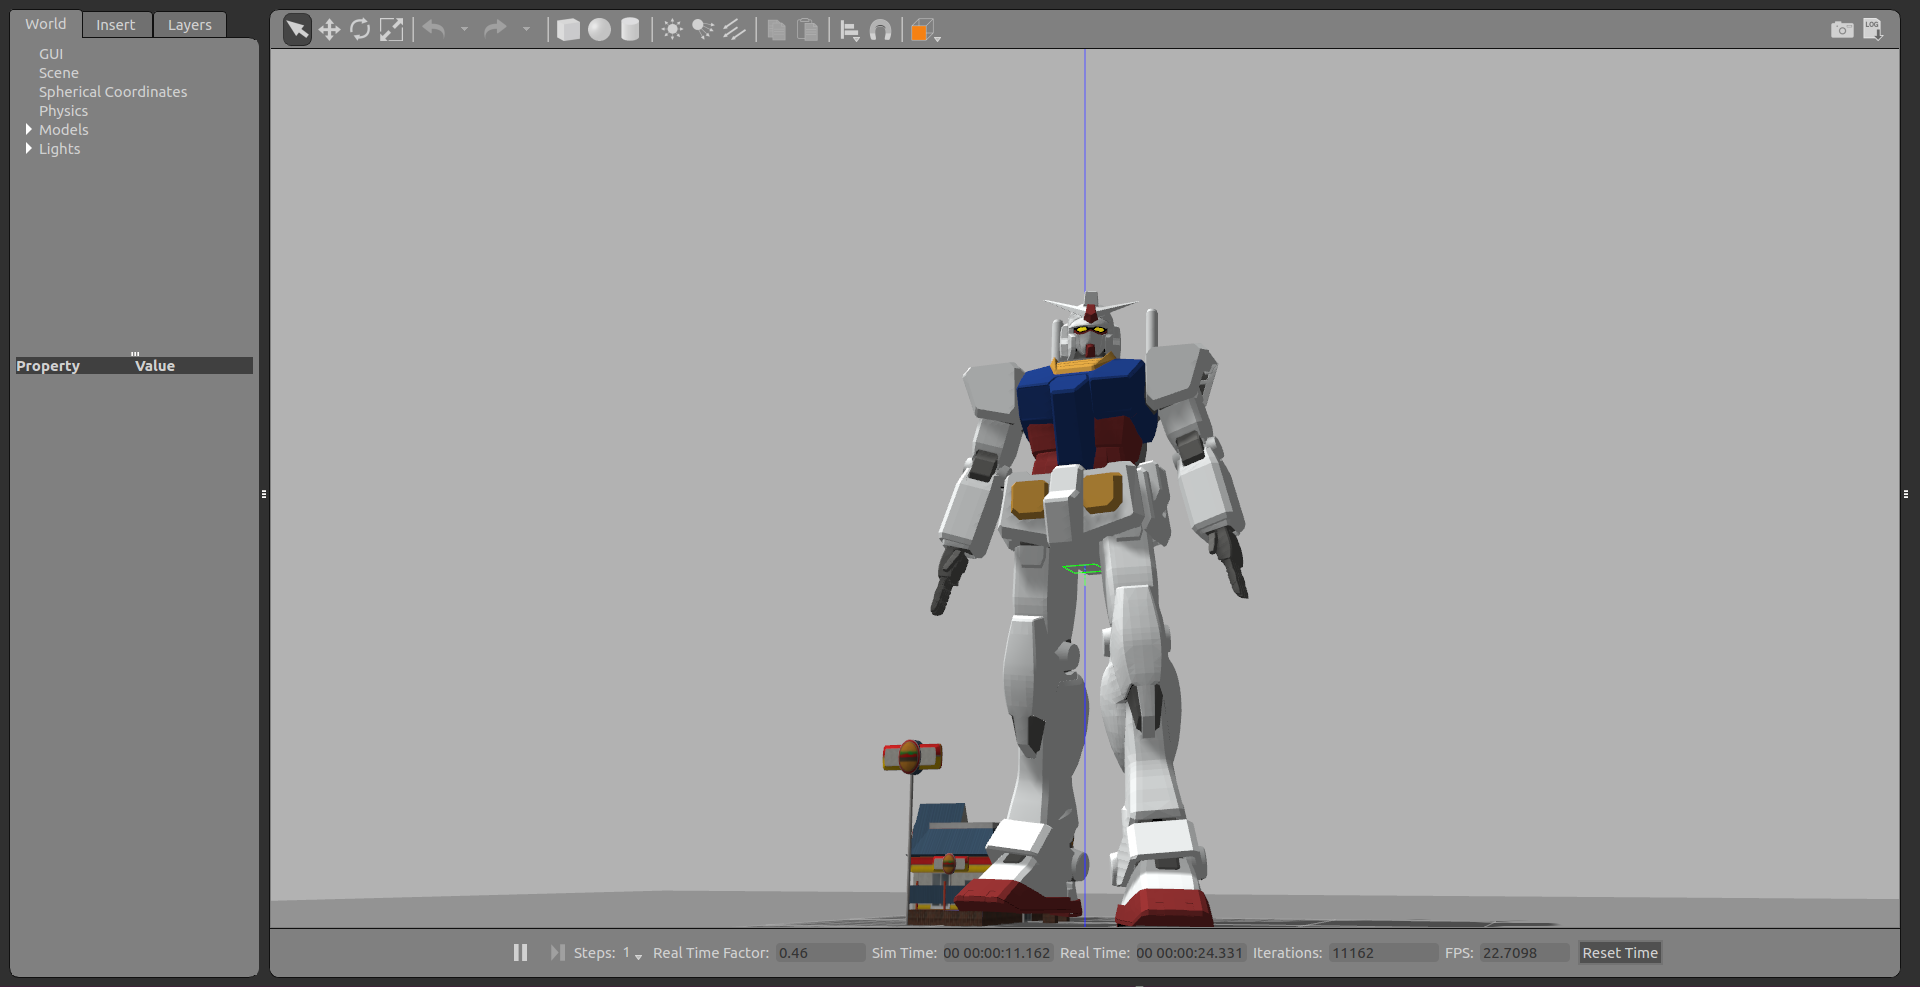 World Insert Layers
GUI
Scene
Spherical Coordinates
Physics
Models
Lights
Property Value
LOG
Steps: 1 Real Time Factor: 0.46 Sim Time: 00 00:00:11.162 Real Time: 00 00:00:24.331 Iterations: 11162 FPS: 22.7098 Reset Time